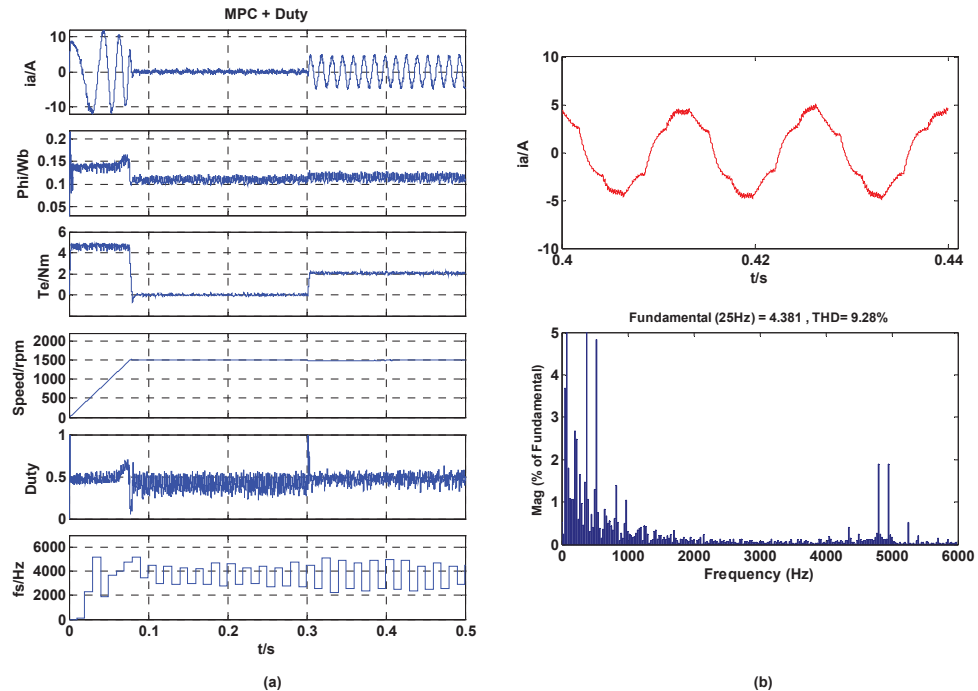 MPC + Duty
10
0
-10
ia/A
0.2
0.15
0.1
0.05
Phi/Wb
6
4
2
0
Te/Nm
2000
1500
1000
500
0
Speed/rpm
1
0.5
0
Duty
6000
4000
2000
0
fs/Hz
0 0.1 0.2 0.3 0.4 0.5
t/s
(a)
10
5
0
-5
-10
ia/A
0.4 0.42 0.44
t/s
Fundamental (25Hz) = 4.381 , THD= 9.28%
5
4
3
2
1
0
Mag (% of Fundamental)
0 1000 2000 3000 4000 5000 6000
Frequency (Hz)
(b)